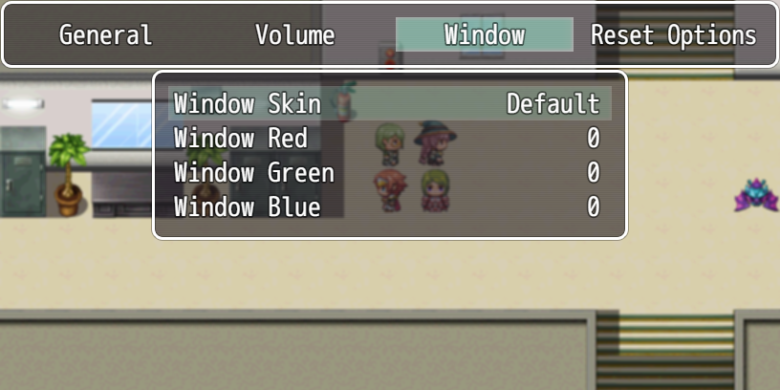 General Volume Window Reset Options
Window Skin Default
Window Red 0
Window Green 0
Window Blue 0